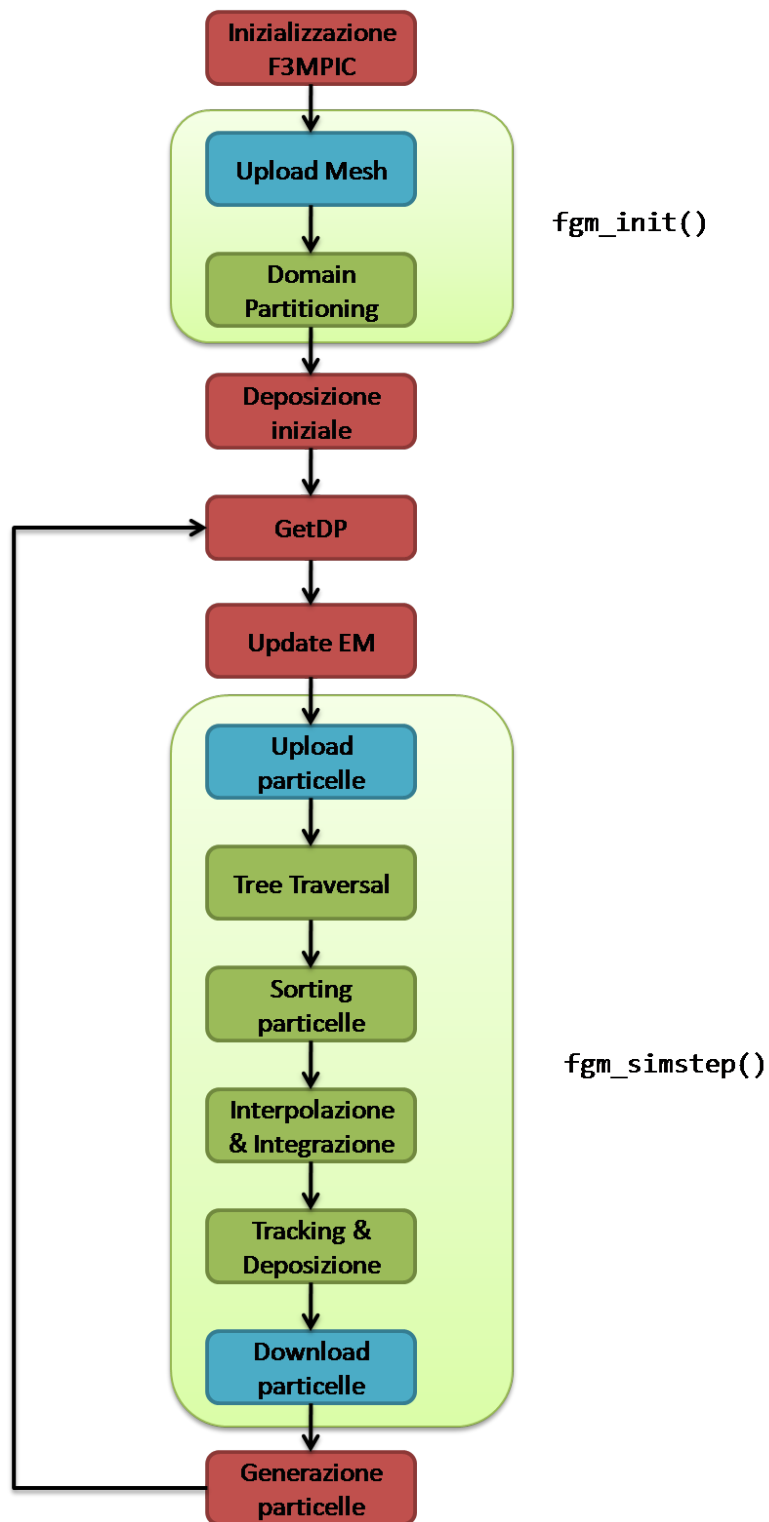 Inizializzazione
F3MPIC
Upload Mesh
fgm_init()
Domain
Partitioning
Deposizione
iniziale
GetDP
Update EM
Upload
particelle
Tree Traversal
Sorting
particelle
fgm_simstep()
Interpolazione
& Integrazione
Tracking &
Deposizione
Download
particelle
Generazione
particelle